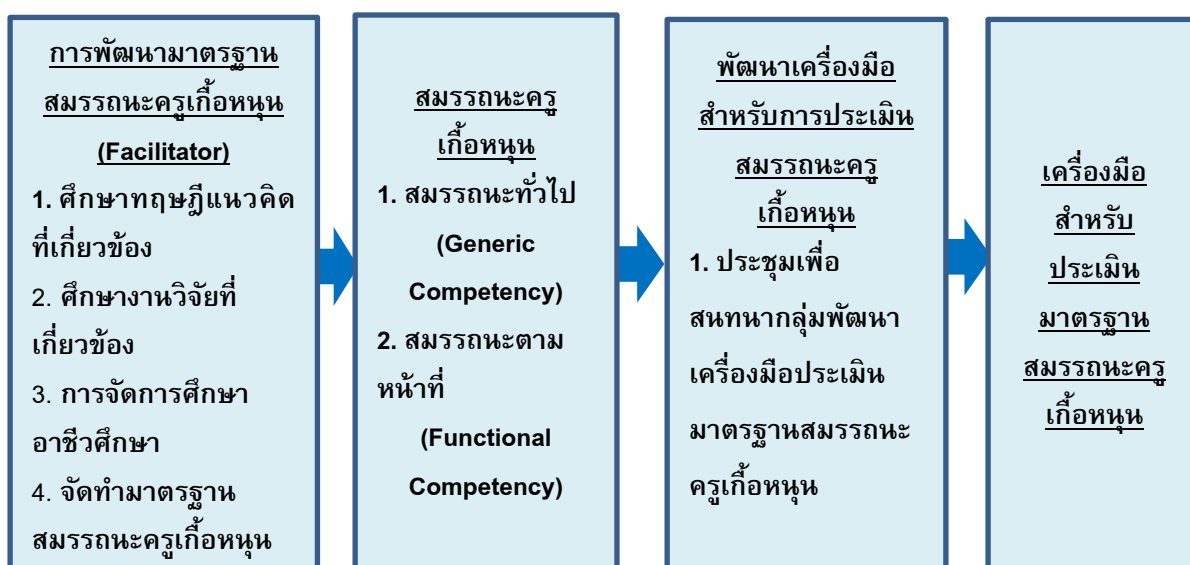 การพัฒนามาตรฐาน
สมรรถนะครูเกื้อหนุน
(Facilitator)
1. ศึกษาทฤษฎีแนวคิด
ที่เกี่ยวข้อง
2. ศึกษางานวิจัยที่
เกี่ยวข้อง
3. การจัดการศึกษา
อาชีวศึกษา
4. จัดทำมาตรฐาน
สมรรถนะครูเกื้อหนุน
สมรรถนะครู
เกื้อหนุน
1. สมรรถนะทั่วไป
(Generic
Competency)
2. สมรรถนะตาม
หน้าที่
(Functional
Competency)
พัฒนาเครื่องมือ
สำหรับการประเมิน
สมรรถนะครู
เกื้อหนุน
1. ประชุมเพื่อ
สนทนากลุ่มพัฒนา
เครื่องมือประเมิน
มาตรฐานสมรรถนะ
ครูเกื้อหนุน
เครื่องมือ
สำหรับ
ประเมิน
มาตรฐาน
สมรรถนะครู
เกื้อหนุน